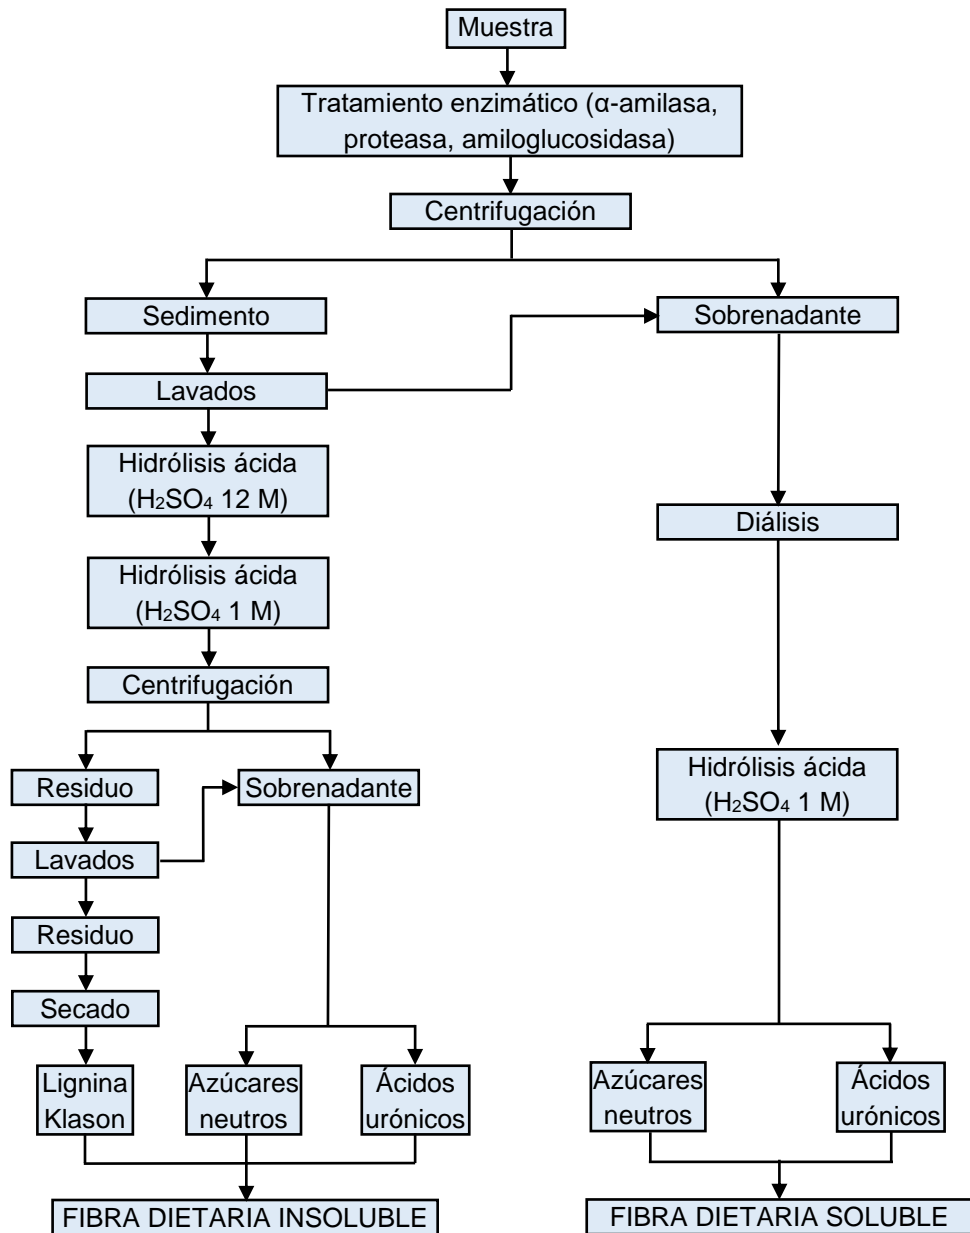 Muestra
Tratamiento enzimático (α-amilasa,
proteasa, amiloglucosidasa)
Centrifugación
Sedimento
Sobrenadante
Lavados
Hidrólisis ácida
(H₂SO₄ 12 M)
Diálisis
Hidrólisis ácida
(H₂SO₄ 1 M)
Centrifugación
Residuo
Sobrenadante
Hidrólisis ácida
(H₂SO₄ 1 M)
Lavados
Residuo
Secado
Lignina
Klason
Azúcares
neutros
Ácidos
urónicos
Azúcares
neutros
Ácidos
urónicos
FIBRA DIETARIA INSOLUBLE
FIBRA DIETARIA SOLUBLE